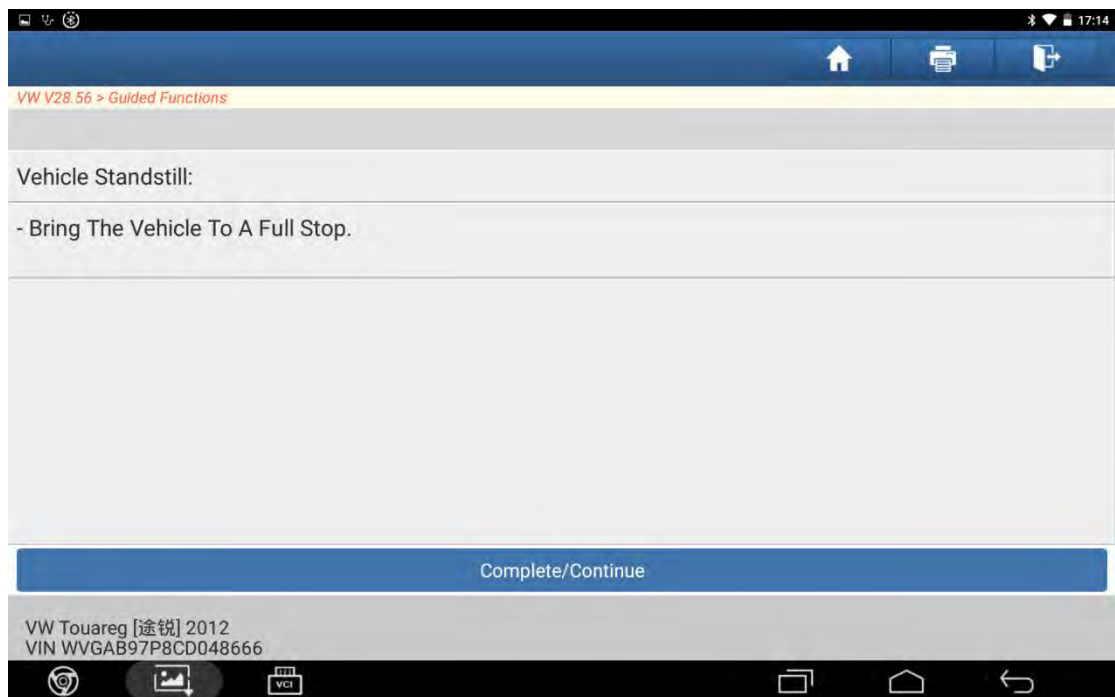 17:14
VW V28.56 > Guided Functions
Vehicle Standstill:
- Bring The Vehicle To A Full Stop.
Complete/Continue
VW Touareg [途锐] 2012
VIN WVGAB97P8CD048666
VCI